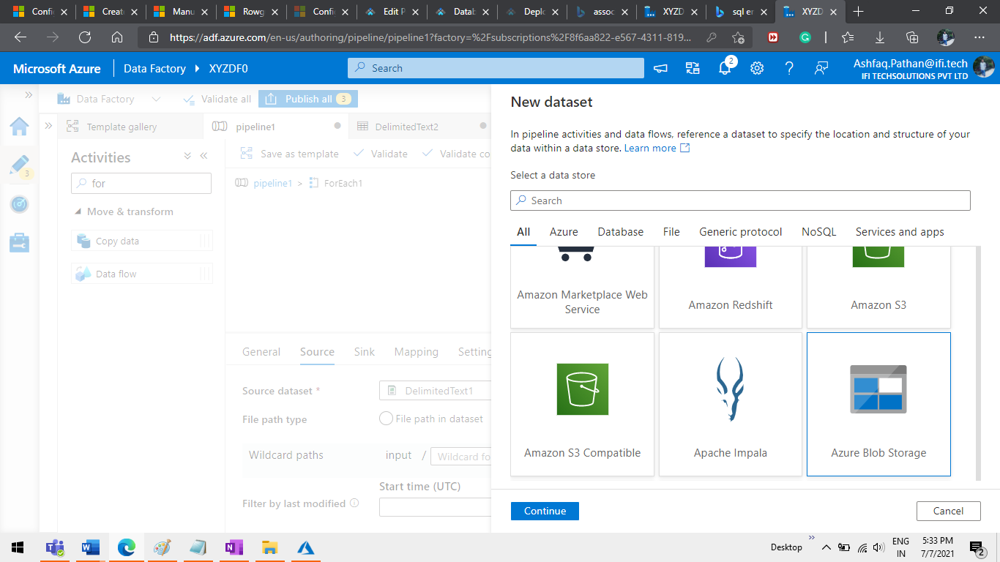 Confi
Create
Manu
Rowg
Config
Edit P
Datab
Deplo
assoc
XYZD
sql er
XYZD
https://adf.azure.com/en-us/authoring/pipeline/pipeline1?factory=%2Fsubscriptions%2F8f6aa822-e567-4311-819...
Microsoft Azure
Data Factory
XYZDF0
Search
2
Ashfaq.Pathan@ifi.tech
IFI TECHSOLUTIONS PVT LTD
Data Factory
Validate all
Publish all 3
Template gallery
pipeline1
DelimitedText2
3
Activities
for
Move & transform
Copy data
Data flow
Save as template
Validate
Validate co
pipeline1 > ForEach1
General
Source
Sink
Mapping
Setting
Source dataset *
DelimitedText1
File path type
File path in dataset
Wildcard paths
input /
Wildcard fo
Start time (UTC)
Filter by last modified
New dataset
In pipeline activities and data flows, reference a dataset to specify the location and structure of your
data within a data store. Learn more
Select a data store
Search
All
Azure
Database
File
Generic protocol
NoSQL
Services and apps
Amazon Marketplace Web
Service
Amazon Redshift
Amazon S3
Amazon S3 Compatible
Apache Impala
Azure Blob Storage
Continue
Cancel
Desktop
ENG
IN
5:33 PM
7/7/2021
2